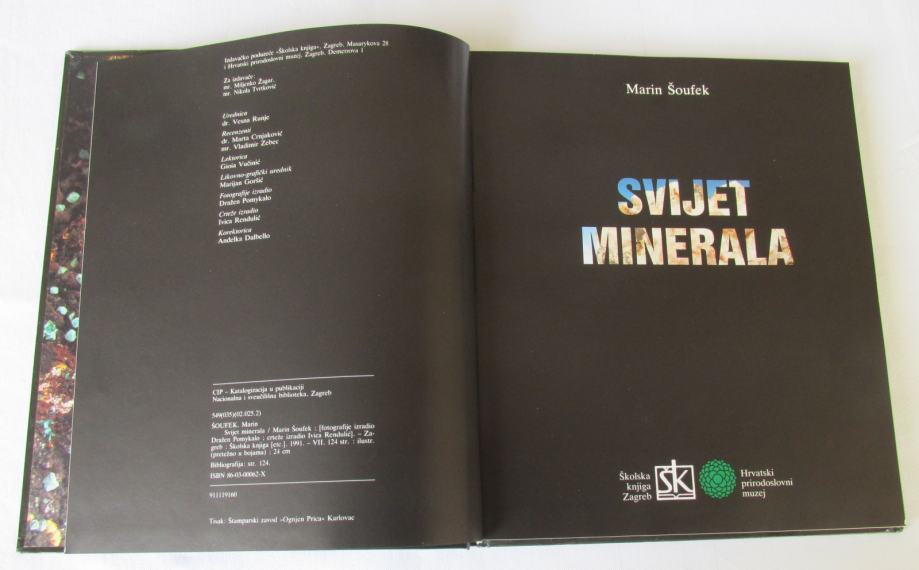 Izdavačko poduzeće »Školska knjiga«, Zagreb, Masarykova 28
i Hrvatski prirodoslovni muzej, Zagreb, Demetrova 1
Za izdavače:
mr. Miljenko Žagar,
mr. Nikola Tvrtković
Urednica
dr. Vesna Runje
Recenzenti
dr. Marta Crnjaković
mr. Vladimir Zebec
Lektorica
Gioia Vučinić
Likovno-grafički urednik
Marijan Goršić
Fotografije izradio
Dražen Pomykalo
Crteže izradio
Ivica Rendulić
Korektorica
Anđelka Dalbello
CIP – Katalogizacija u publikaciji
Nacionalna i sveučilišna biblioteka, Zagreb
549(035)(02.025.2)
ŠOUFEK, Marin
Svijet minerala / Marin Šoufek ; [fotografije izradio
Dražen Pomykalo ; crteže izradio Ivica Rendulić]. – Za-
greb : Školska knjiga [etc.], 1991. – VII, 124 str. : ilustr.
(pretežno u bojama) ; 24 cm
Bibliografija: str. 124.
ISBN 86-03-00062-X
911119160
Tisak: Štamparski zavod »Ognjen Prica« Karlovac
Marin Šoufek
SVIJET
MINERALA
Školska
knjiga
Zagreb
ŠK
Hrvatski
prirodoslovni
muzej